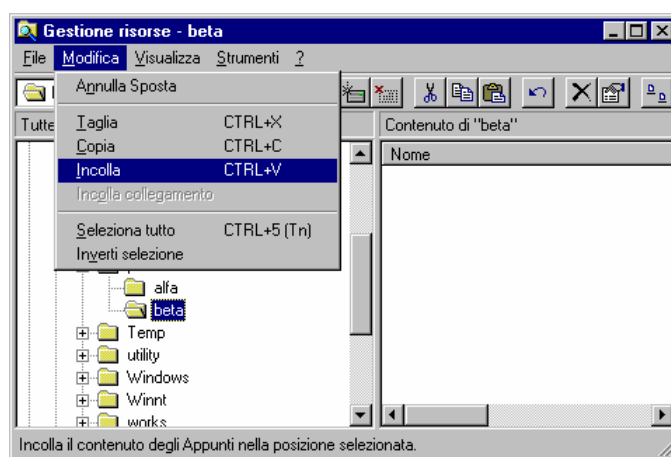 Gestione risorse - beta
File Modifica Visualizza Strumenti ?
Annulla Sposta
Tutte
Contenuto di "beta"
Taglia CTRL+X
Copia CTRL+C
Nome
Incolla CTRL+V
Incolla collegamento
Seleziona tutto CTRL+5 (Tn)
Inverti selezione
alfa
beta
Temp
utility
Windows
Winnt
works
Incolla il contenuto degli Appunti nella posizione selezionata.